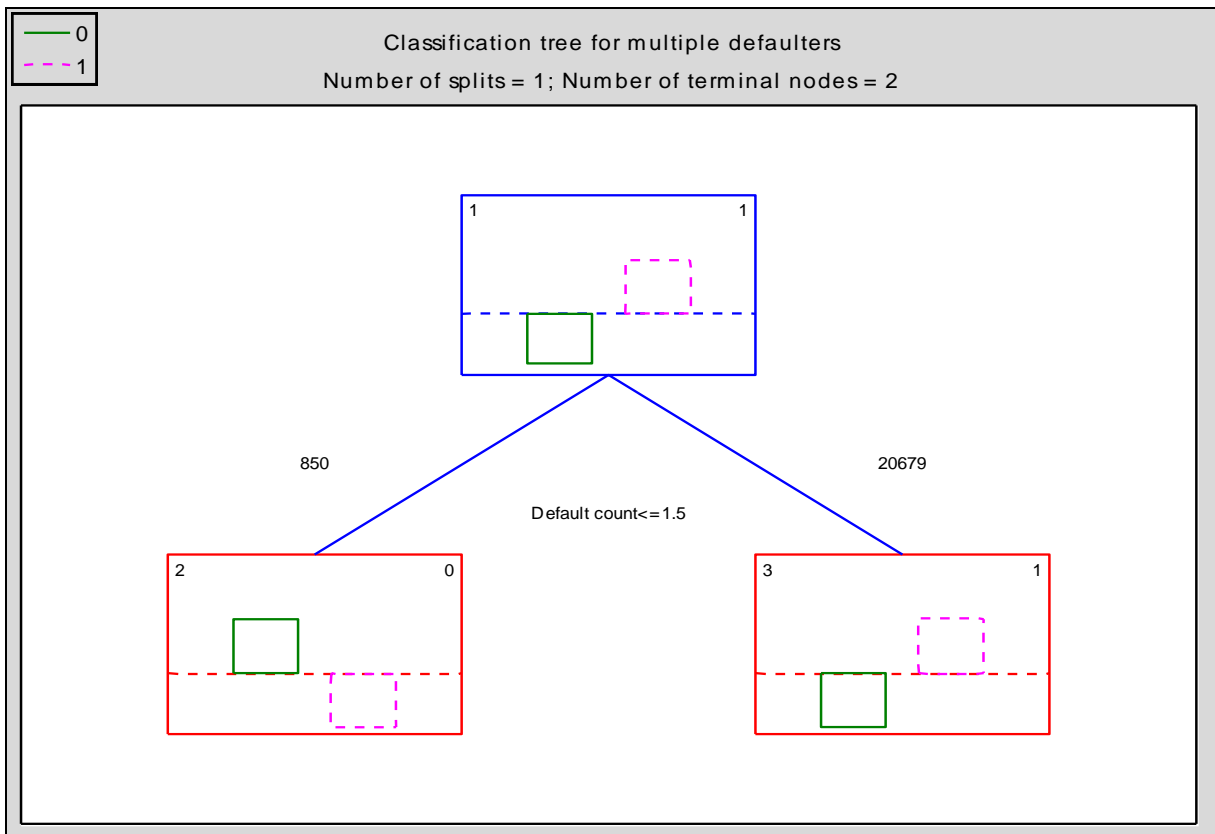 0
1
Classification tree for multiple defaulters
Number of splits = 1; Number of terminal nodes = 2
1 1
850 20679
Default count<=1.5
2 0 3 1